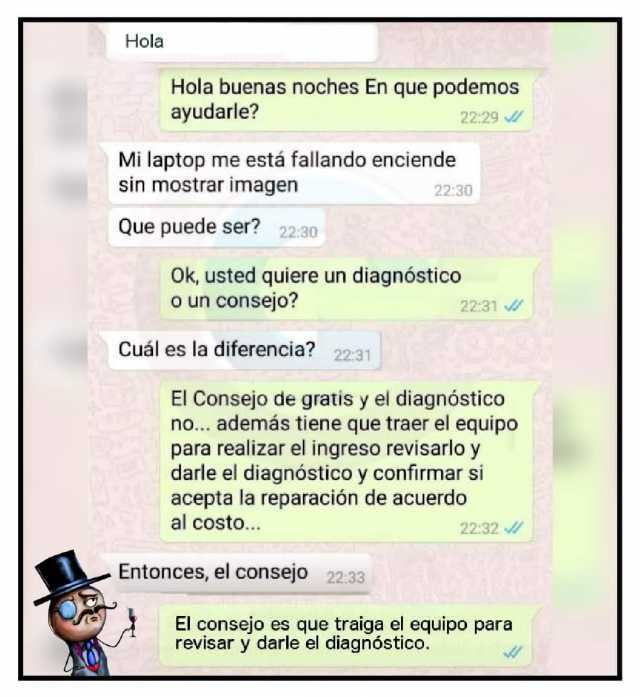 Hola
Hola buenas noches En que podemos
ayudarle?
22:29
Mi laptop me está fallando enciende
sin mostrar imagen
22:30
Que puede ser? 22:30
Ok, usted quiere un diagnóstico
o un consejo?
22:31
Cuál es la diferencia? 22:31
El Consejo de gratis y el diagnóstico
no... además tiene que traer el equipo
para realizar el ingreso revisarlo y
darle el diagnóstico y confirmar si
acepta la reparación de acuerdo
al costo...
22:32
Entonces, el consejo 22:33
El consejo es que traiga el equipo para
revisar y darle el diagnóstico.